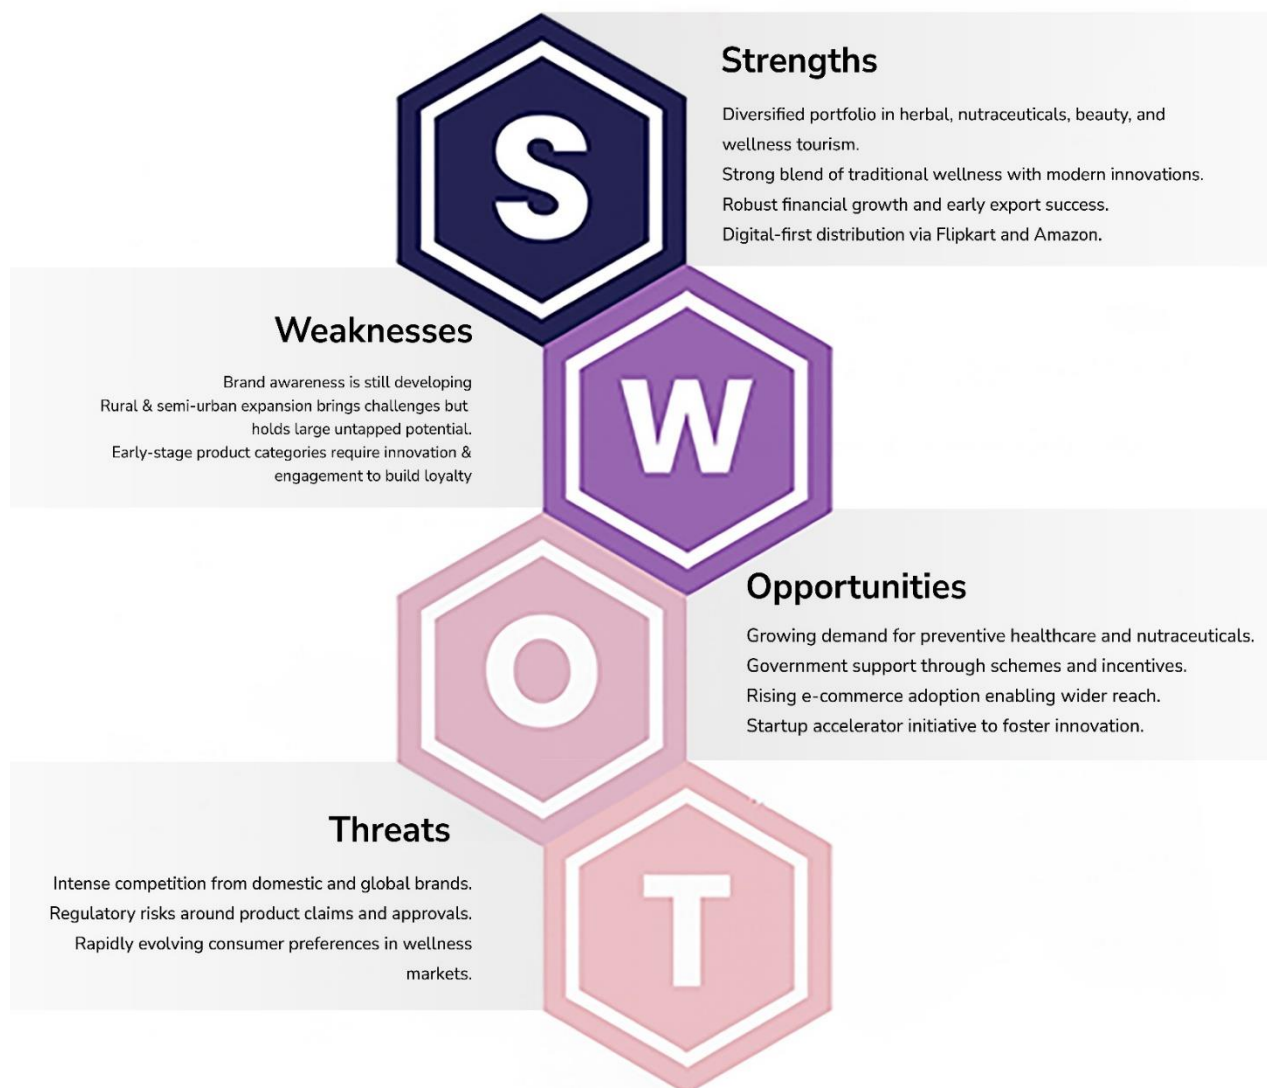 S
Strengths
Diversified portfolio in herbal, nutraceuticals, beauty, and
wellness tourism.
Strong blend of traditional wellness with modern innovations.
Robust financial growth and early export success.
Digital-first distribution via Flipkart and Amazon.
W
Weaknesses
Brand awareness is still developing
Rural & semi-urban expansion brings challenges but
holds large untapped potential.
Early-stage product categories require innovation &
engagement to build loyalty
O
Opportunities
Growing demand for preventive healthcare and nutraceuticals.
Government support through schemes and incentives.
Rising e-commerce adoption enabling wider reach.
Startup accelerator initiative to foster innovation.
T
Threats
Intense competition from domestic and global brands.
Regulatory risks around product claims and approvals.
Rapidly evolving consumer preferences in wellness
markets.